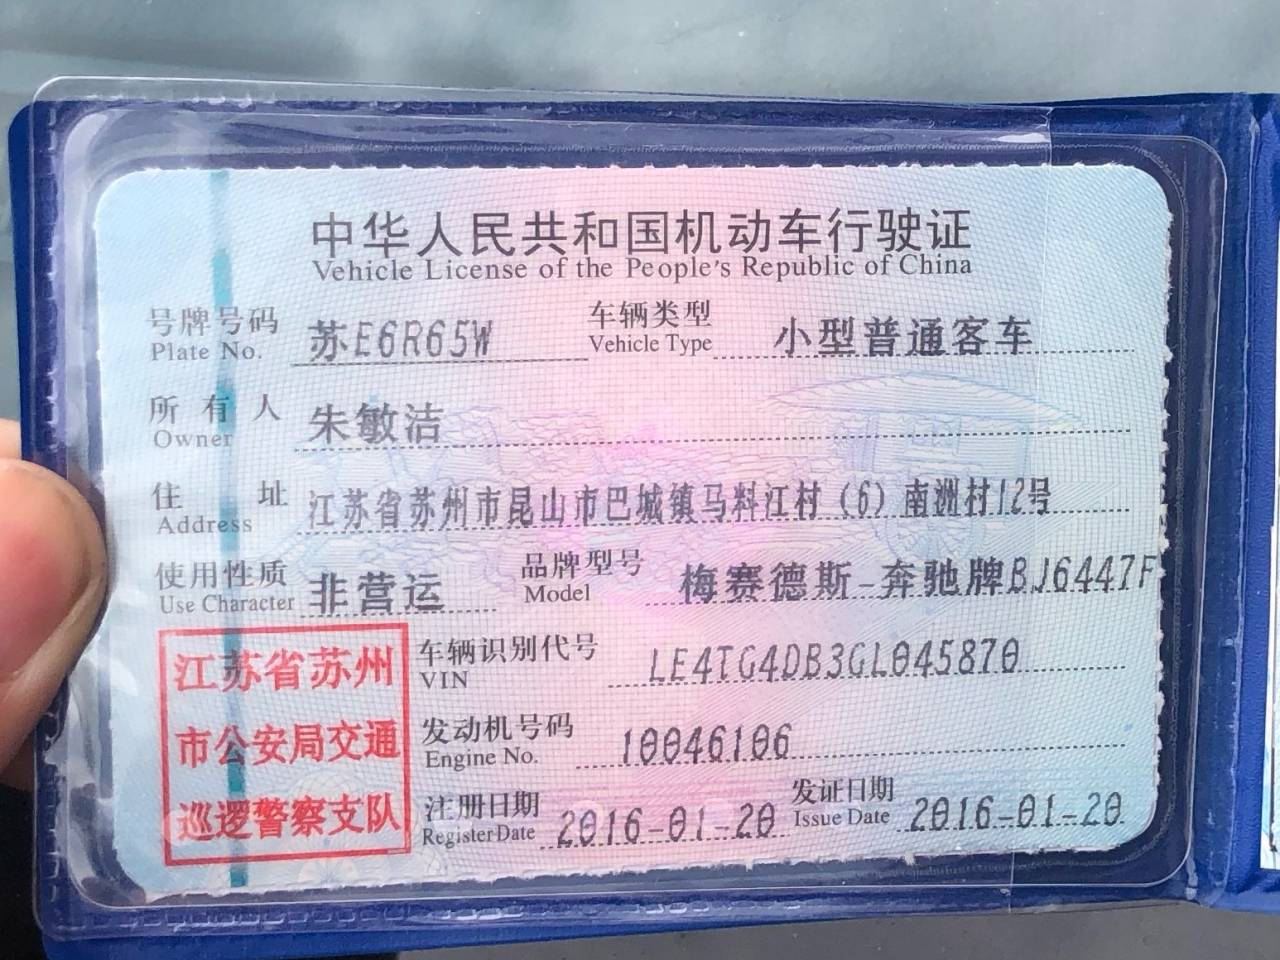 中华人民共和国机动车行驶证
Vehicle License of the People's Republic of China
号牌号码 苏E6R65W 车辆类型 小型普通客车
Plate No. Vehicle Type
所有人 朱敏洁
Owner
住址 江苏省苏州市昆山市巴城镇马料江村(6)南洲村12号
Address
使用性质 非营运 品牌型号 梅赛德斯-奔驰牌BJ6447F
Use Character Model
江苏省苏州
市公安局交通
巡逻警察支队
车辆识别代号 LE4TG4DB3GL045870
VIN
发动机号码 10046106
Engine No.
注册日期 2016-01-20 发证日期 2016-01-20
Register Date Issue Date